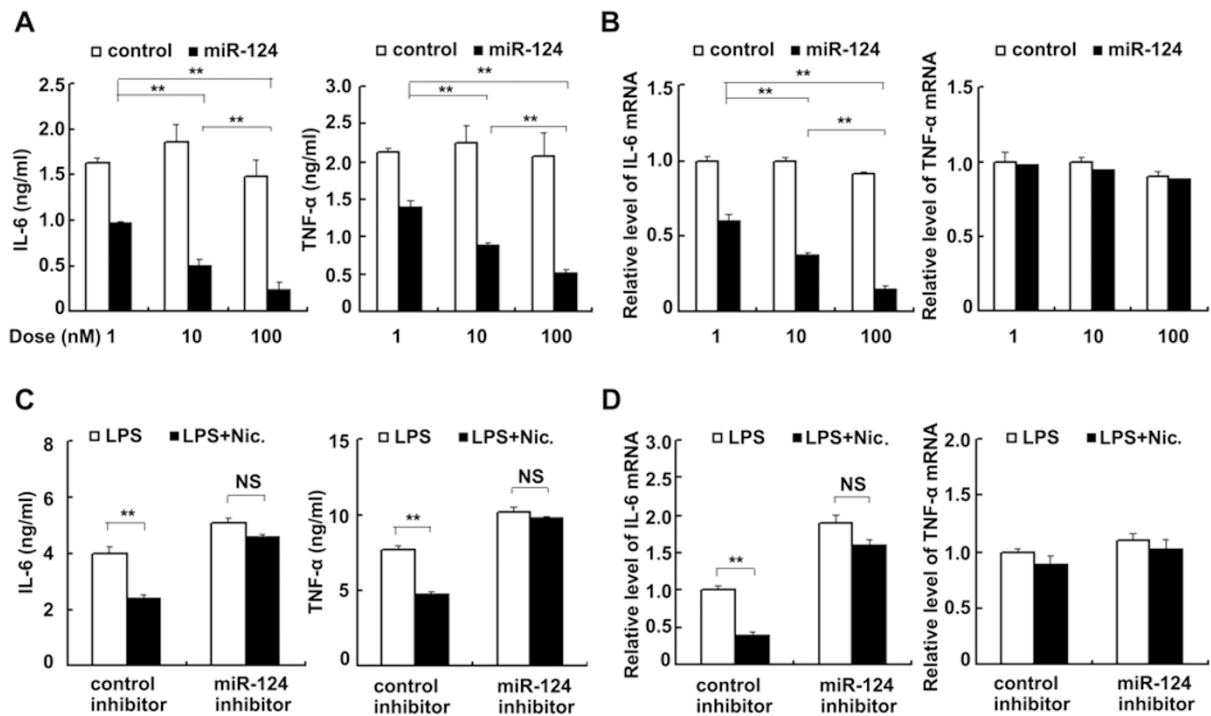 A
control miR-124
IL-6 (ng/ml)
2.5
2.0
1.5
1.0
0.5
0
**
**
**
Dose (nM) 1 10 100
control miR-124
TNF-α (ng/ml)
3.0
2.5
2.0
1.5
1.0
0.5
0
**
**
**
1 10 100
B
control miR-124
Relative level of IL-6 mRNA
1.5
1.0
0.5
0
**
**
**
1 10 100
control miR-124
Relative level of TNF-α mRNA
1.5
1.0
1.0
0
1 10 100
C
LPS LPS+Nic.
IL-6 (ng/ml)
8
6
4
2
0
**
NS
control miR-124
inhibitor inhibitor
LPS LPS+Nic.
TNF-α (ng/ml)
15
10
5
0
**
NS
control miR-124
inhibitor inhibitor
D
LPS LPS+Nic.
Relative level of IL-6 mRNA
3.0
2.5
2.0
1.5
1.0
0.5
0
**
NS
control miR-124
inhibitor inhibitor
LPS LPS+Nic.
Relative level of TNF-α mRNA
2.0
1.5
1.0
0.5
0
control miR-124
inhibitor inhibitor